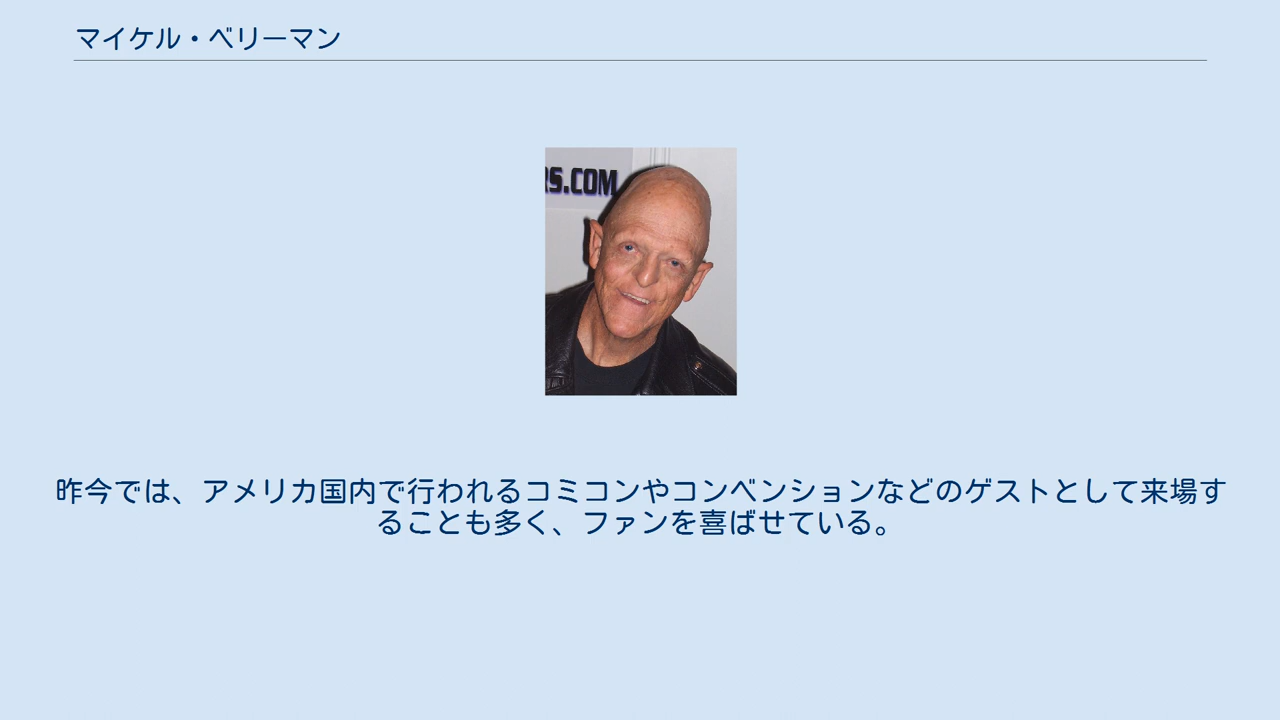 マイケル・ベリーマン
RS.COM
昨今では、アメリカ国内で行われるコミコンやコンベンションなどのゲストとして来場す
ることも多く、ファンを喜ばせている。